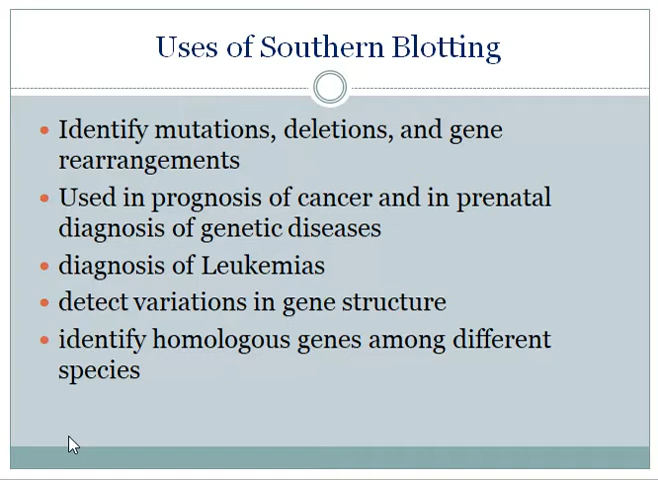 Uses of Southern Blotting
• Identify mutations, deletions, and gene
rearrangements
• Used in prognosis of cancer and in prenatal
diagnosis of genetic diseases
• diagnosis of Leukemias
• detect variations in gene structure
• identify homologous genes among different
species